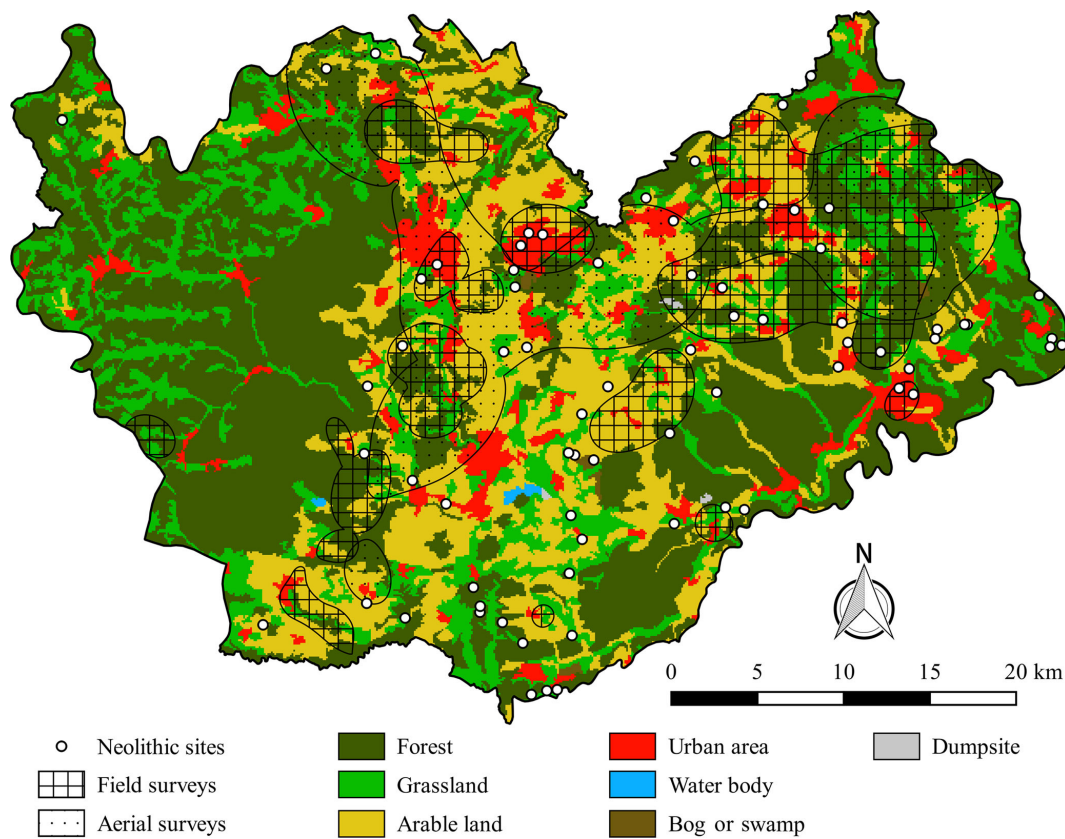 N
0 5 10 15 20 km
Neolithic sites Forest Urban area Dumpsite
Field surveys Grassland Water body
Aerial surveys Arable land Bog or swamp